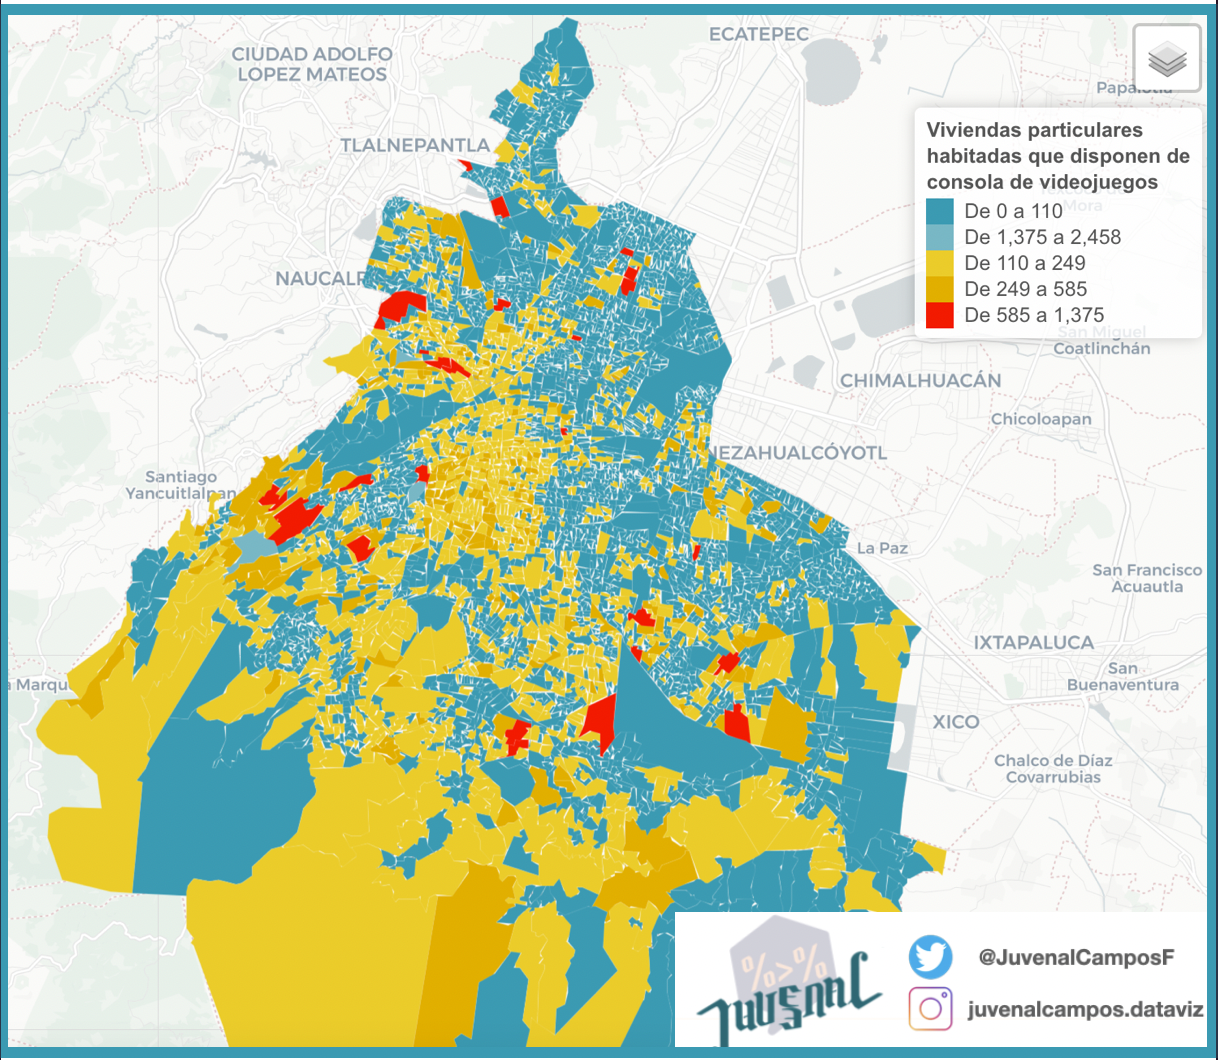 ECATEPEC
CIUDAD ADOLFO
LOPEZ MATEOS
TLALNEPANTLA
Viviendas particulares
habitadas que disponen de
consola de videojuegos
De 0 a 110
De 1,375 a 2,458
De 110 a 249
De 249 a 585
De 585 a 1,375
Mora
San Miguel
Coatlinchán
CHIMALHUACÁN
Chicoloapan
NEZAHUALCÓYOTL
Santiago
Yancuitlalpan
La Paz
San Francisco
Acuautla
IXTAPALUCA
San
Buenaventura
a Marqu
XICO
Chalco de Díaz
Covarrubias
%>%
JUVENAL
@JuvenalCamposF
juvenalcampos.dataviz